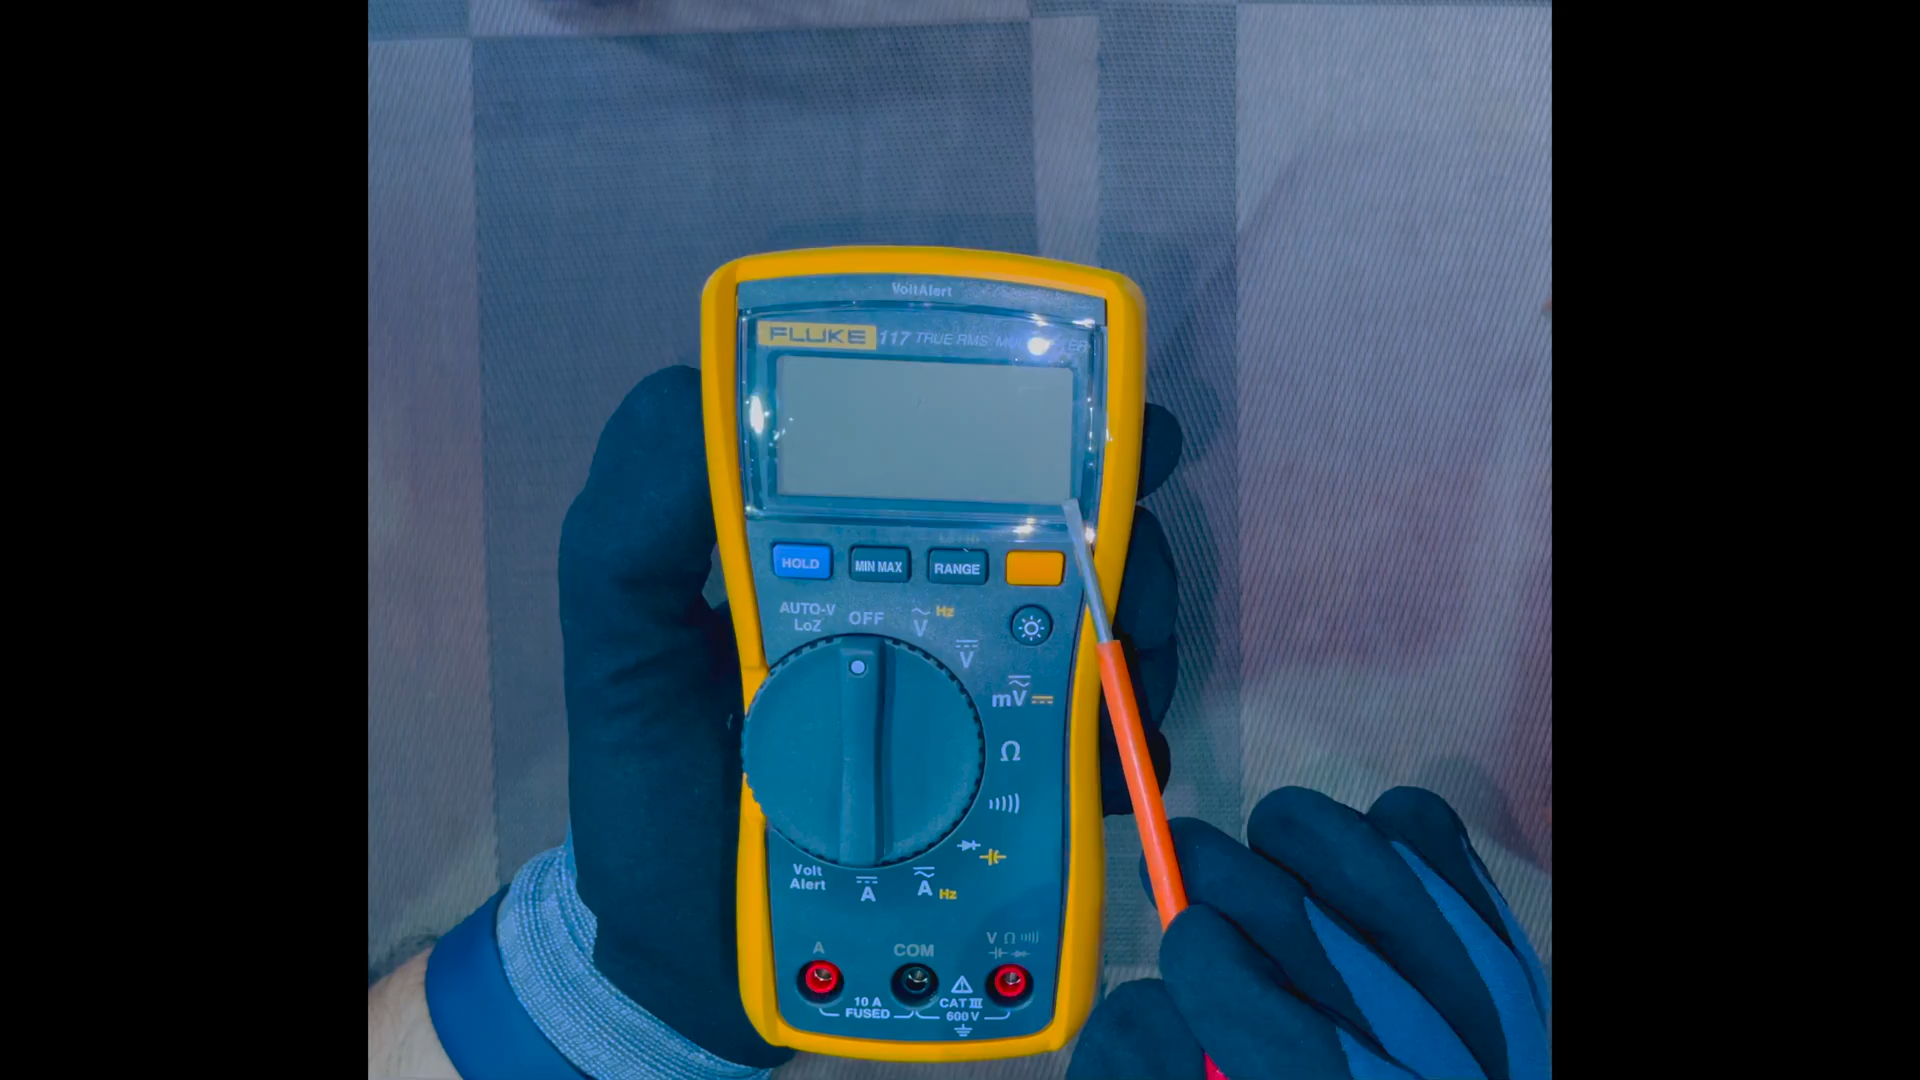 VoltAlert
FLUKE 117 TRUE RMS
HOLD MIN MAX RANGE
AUTO-V
LoZ
OFF
V Hz
V
mV
Ω
Volt
Alert
A
A Hz
A COM V Ω
10 A
FUSED
CAT III
600 V